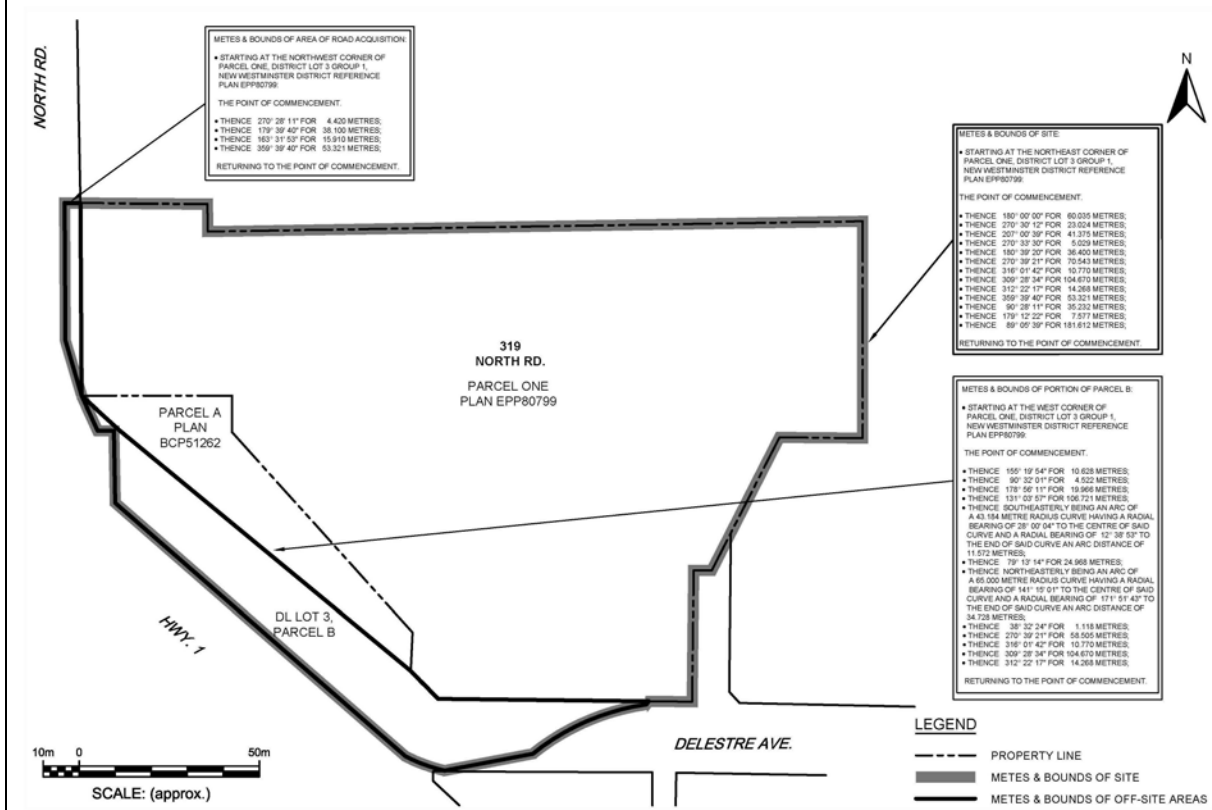 NORTH RD.
METES & BOUNDS OF AREA OF ROAD ACQUISITION:
• STARTING AT THE NORTHWEST CORNER OF
PARCEL ONE, DISTRICT LOT 3 GROUP 1,
NEW WESTMINSTER DISTRICT REFERENCE
PLAN EPP80799:
THE POINT OF COMMENCEMENT.
• THENCE 270° 28' 11" FOR 4.420 METRES;
• THENCE 179° 39' 40" FOR 38.100 METRES;
• THENCE 163° 31' 53" FOR 15.910 METRES;
• THENCE 359° 39' 40" FOR 53.321 METRES;
RETURNING TO THE POINT OF COMMENCEMENT.
N
METES & BOUNDS OF SITE:
• STARTING AT THE NORTHEAST CORNER OF
PARCEL ONE, DISTRICT LOT 3 GROUP 1,
NEW WESTMINSTER DISTRICT REFERENCE
PLAN EPP80799:
THE POINT OF COMMENCEMENT.
• THENCE 180° 00' 00" FOR 60.035 METRES;
• THENCE 270° 30' 12" FOR 23.024 METRES;
• THENCE 207° 00' 39" FOR 41.375 METRES;
• THENCE 270° 33' 30" FOR 5.029 METRES;
• THENCE 180° 39' 20" FOR 36.400 METRES;
• THENCE 270° 39' 21" FOR 70.543 METRES;
• THENCE 316° 01' 42" FOR 10.770 METRES;
• THENCE 309° 28' 34" FOR 104.670 METRES;
• THENCE 312° 22' 17" FOR 14.268 METRES;
• THENCE 359° 39' 40" FOR 53.321 METRES;
• THENCE 90° 28' 11" FOR 35.232 METRES;
• THENCE 179° 12' 22" FOR 7.577 METRES;
• THENCE 89° 05' 39" FOR 181.612 METRES;
RETURNING TO THE POINT OF COMMENCEMENT.
319
NORTH RD.
PARCEL ONE
PLAN EPP80799
PARCEL A
PLAN
BCP51262
METES & BOUNDS OF PORTION OF PARCEL B:
• STARTING AT THE WEST CORNER OF
PARCEL ONE, DISTRICT LOT 3 GROUP 1,
NEW WESTMINSTER DISTRICT REFERENCE
PLAN EPP80799:
THE POINT OF COMMENCEMENT.
• THENCE 155° 19' 54" FOR 10.628 METRES;
• THENCE 90° 32' 01" FOR 4.522 METRES;
• THENCE 178° 56' 11" FOR 19.966 METRES;
• THENCE 131° 03' 57" FOR 106.721 METRES;
• THENCE SOUTHEASTERLY BEING AN ARC OF
A 43.184 METRE RADIUS CURVE HAVING A RADIAL
BEARING OF 28° 00' 04" TO THE CENTRE OF SAID
CURVE AND A RADIAL BEARING OF 12° 38' 53" TO
THE END OF SAID CURVE AN ARC DISTANCE OF
11.572 METRES;
• THENCE 79° 13' 14" FOR 24.968 METRES;
• THENCE NORTHEASTERLY BEING AN ARC OF
A 65.000 METRE RADIUS CURVE HAVING A RADIAL
BEARING OF 141° 15' 01" TO THE CENTRE OF SAID
CURVE AND A RADIAL BEARING OF 171° 51' 43" TO
THE END OF SAID CURVE AN ARC DISTANCE OF
34.728 METRES;
• THENCE 38° 32' 24" FOR 1.118 METRES;
• THENCE 270° 39' 21" FOR 58.505 METRES;
• THENCE 316° 01' 42" FOR 10.770 METRES;
• THENCE 309° 28' 34" FOR 104.670 METRES;
• THENCE 312° 22' 17" FOR 14.268 METRES;
RETURNING TO THE POINT OF COMMENCEMENT.
DL LOT 3,
PARCEL B
HWY. 1
DELESTRE AVE.
10m 0 50m
SCALE: (approx.)
LEGEND
PROPERTY LINE
METES & BOUNDS OF SITE
METES & BOUNDS OF OFF-SITE AREAS